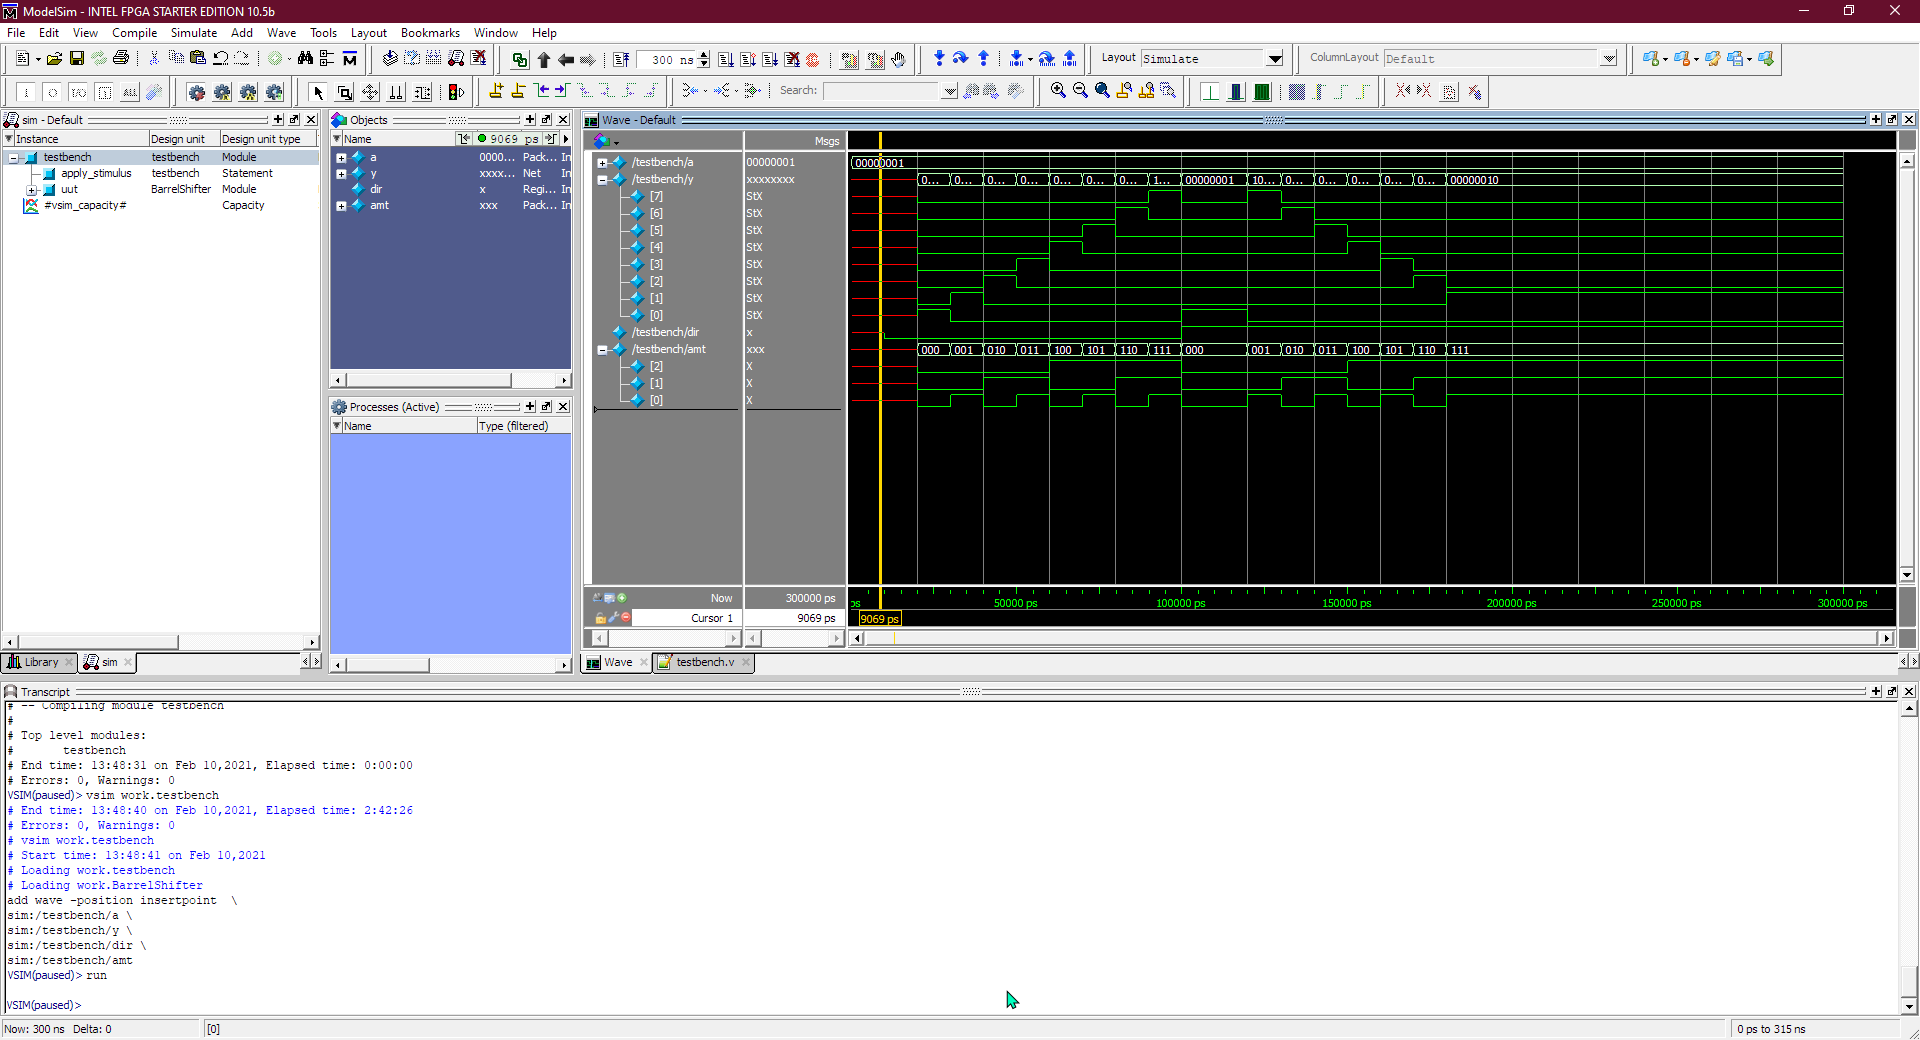 ModelSim - INTEL FPGA STARTER EDITION 10.5b
File Edit View Compile Simulate Add Wave Tools Layout Bookmarks Window Help
300 ns
Layout Simulate
ColumnLayout Default
ALL
Search:
sim - Default
Instance Design unit Design unit type
testbench testbench Module
apply_stimulus testbench Statement
uut BarrelShifter Module
#vsim_capacity# Capacity
Library
sim
Objects
Name 9069 ps
a 0000... Pack... In
y xxxx... Net In
dir x Regi... In
amt xxx Pack... In
Processes (Active)
Name Type (filtered)
Wave - Default
Msgs
/testbench/a 00000001 00000001
/testbench/y xxxxxxxx 0... 0... 0... 0... 0... 0... 0... 1... 00000001 10... 0... 0... 0... 0... 0... 00000010
[7] StX
[6] StX
[5] StX
[4] StX
[3] StX
[2] StX
[1] StX
[0] StX
/testbench/dir x
/testbench/amt xxx 000 001 010 011 100 101 110 111 000 001 010 011 100 101 110 111
[2] X
[1] X
[0] X
Now 300000 ps ps 50000 ps 100000 ps 150000 ps 200000 ps 250000 ps 300000 ps
Cursor 1 9069 ps 9069 ps
Wave
testbench.v
Transcript
# -- Compiling module testbench
#
# Top level modules:
# testbench
# End time: 13:48:31 on Feb 10,2021, Elapsed time: 0:00:00
# Errors: 0, Warnings: 0
VSIM(paused)> vsim work.testbench
# End time: 13:48:40 on Feb 10,2021, Elapsed time: 2:42:26
# Errors: 0, Warnings: 0
# vsim work.testbench
# Start time: 13:48:41 on Feb 10,2021
# Loading work.testbench
# Loading work.BarrelShifter
add wave -position insertpoint \
sim:/testbench/a \
sim:/testbench/y \
sim:/testbench/dir \
sim:/testbench/amt
VSIM(paused)> run
VSIM(paused)>
Now: 300 ns Delta: 0
[0]
0 ps to 315 ns